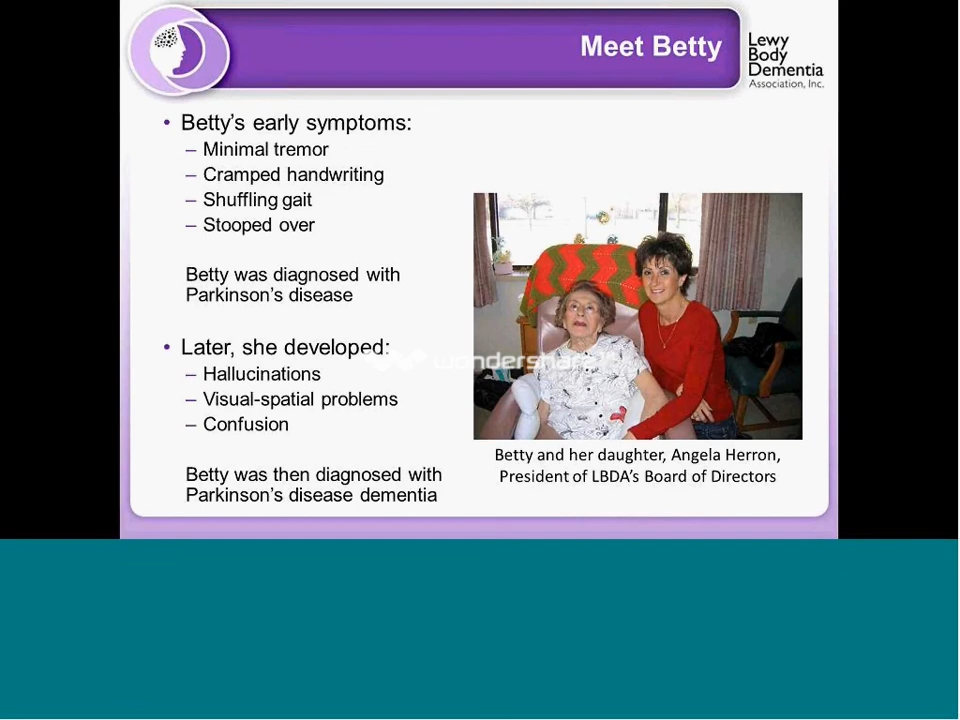 Meet Betty
Lewy
Body
Dementia
Association, Inc.
• Betty’s early symptoms:
– Minimal tremor
– Cramped handwriting
– Shuffling gait
– Stooped over
Betty was diagnosed with
Parkinson’s disease
• Later, she developed:
– Hallucinations
– Visual-spatial problems
– Confusion
Betty was then diagnosed with
Parkinson’s disease dementia
wondershare
Betty and her daughter, Angela Herron,
President of LBDA’s Board of Directors